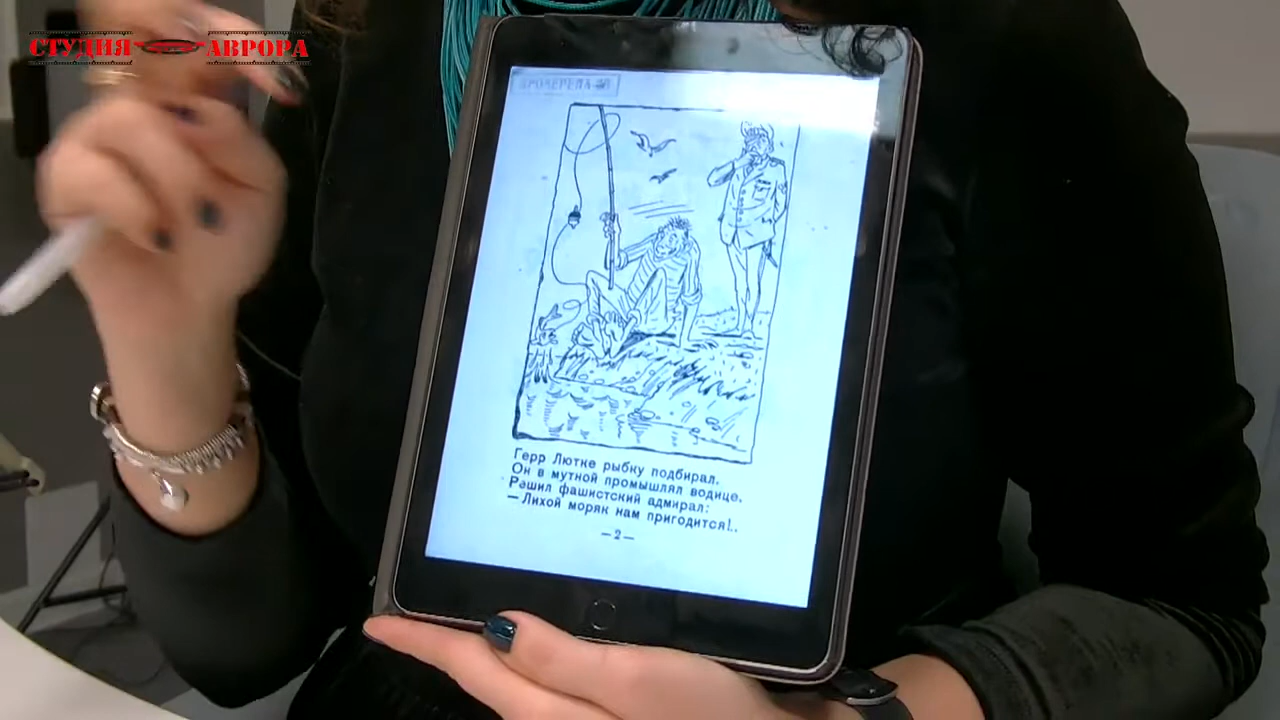 СТУДИЯ АВРОРА
Герр Лютке рыбку подбирал.
Он в мутной промышлял водице.
Решил фашистский адмирал:
— Лихой моряк нам пригодится!..
— 2 —